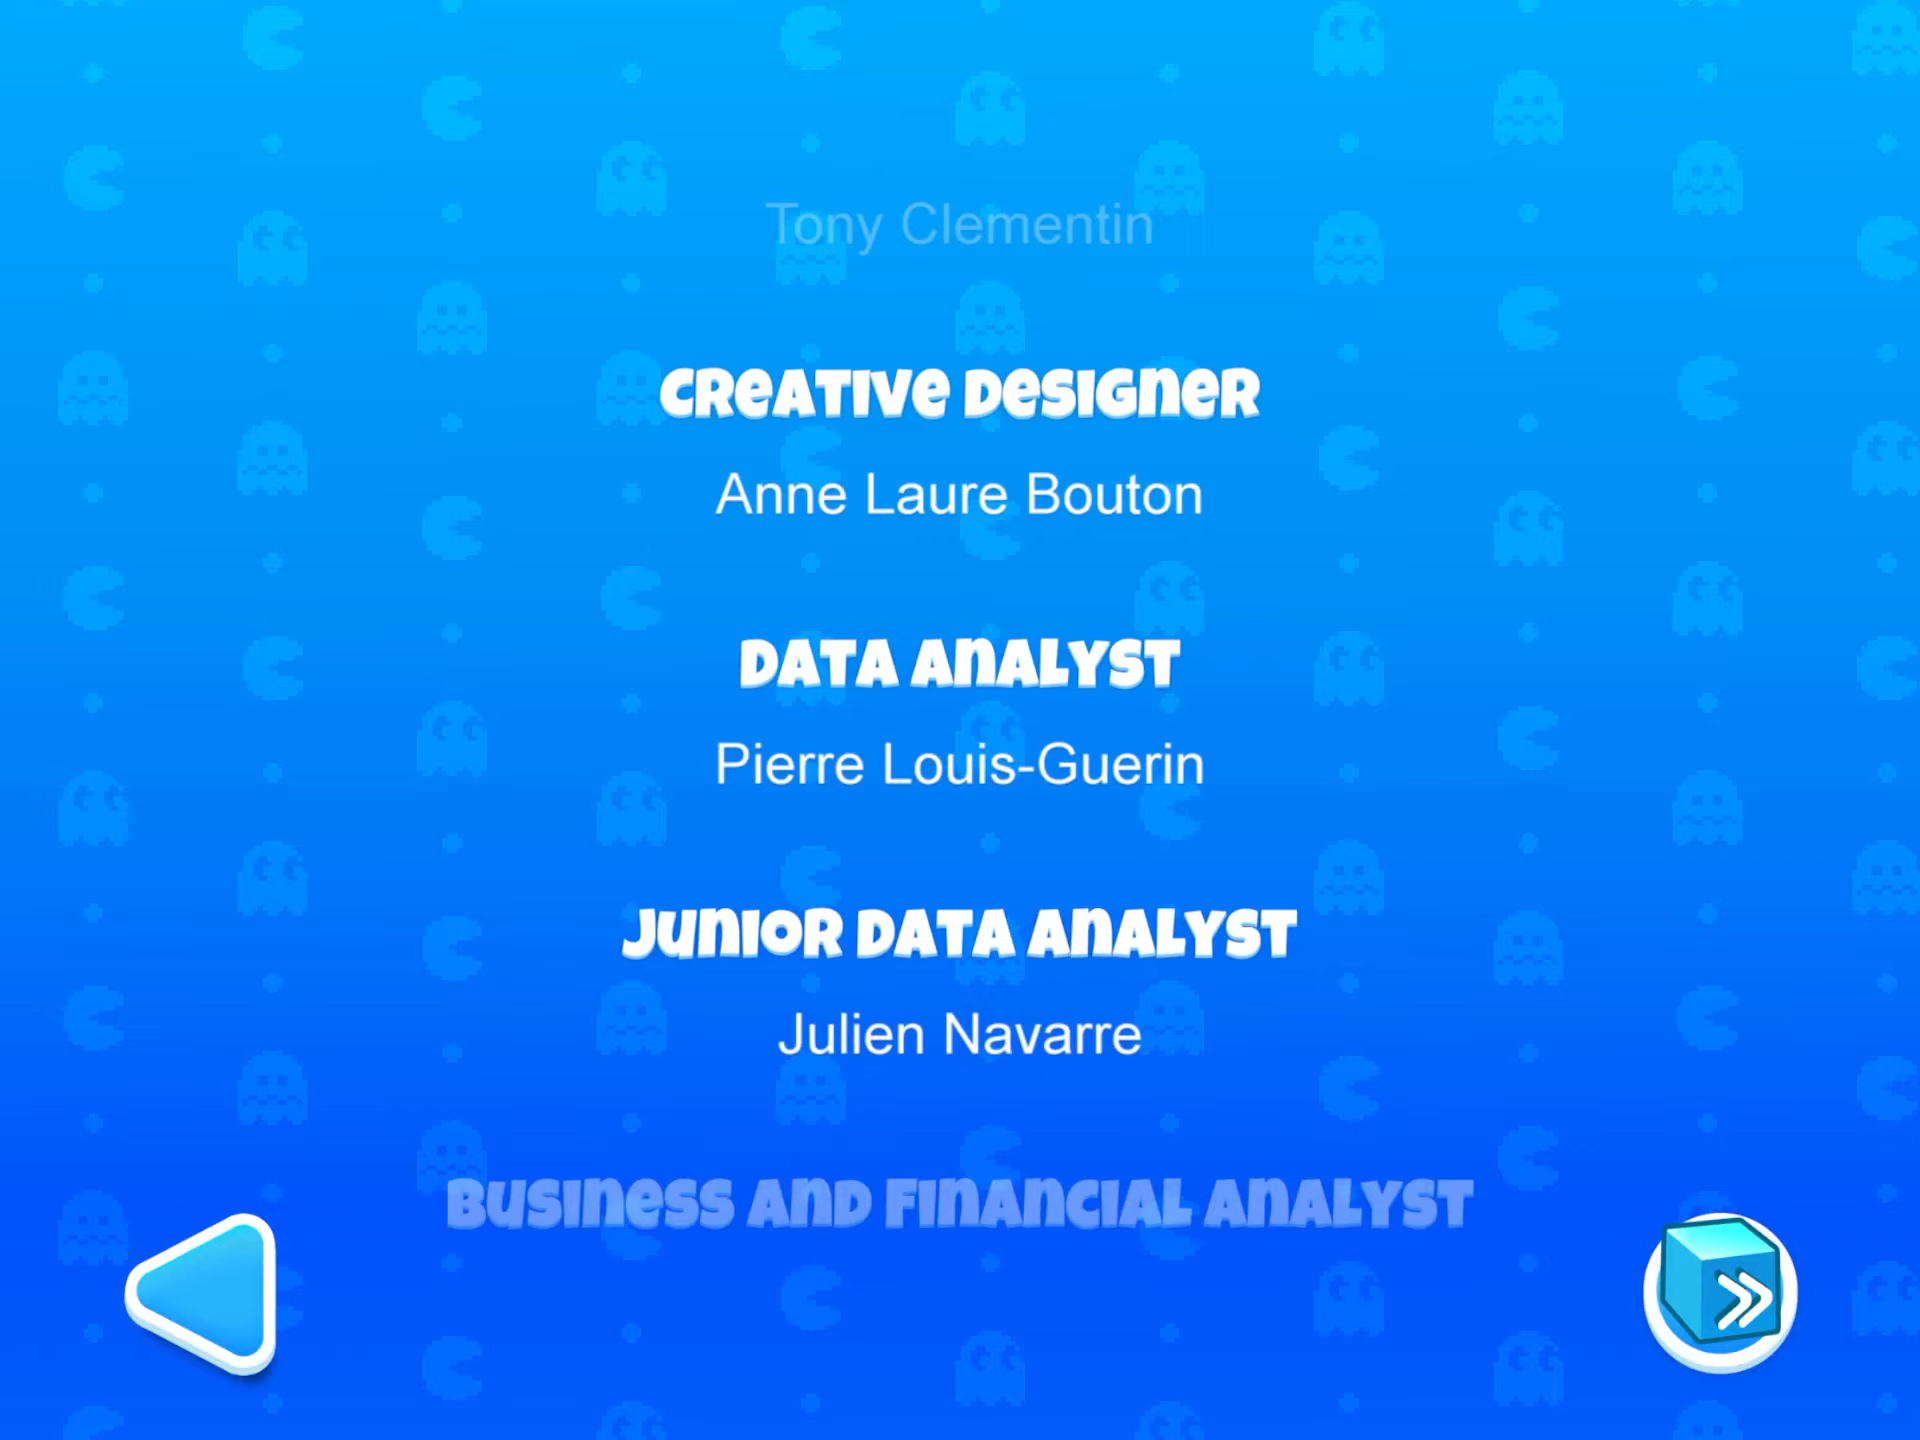 Tony Clementin
CREATIVE DESIGNER
Anne Laure Bouton
DATA ANALYST
Pierre Louis-Guerin
JUNIOR DATA ANALYST
Julien Navarre
BUSINESS AND FINANCIAL ANALYST